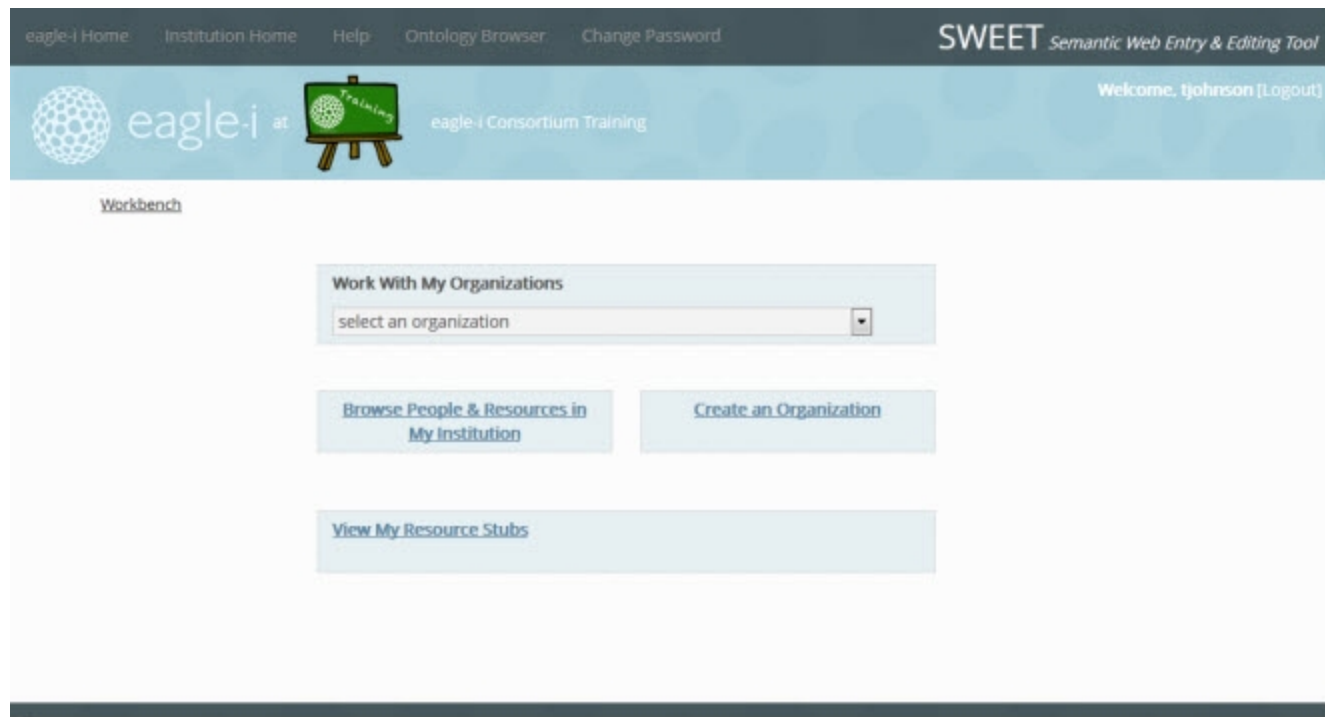 eagle-i Home Institution Home Help Ontology Browser Change Password SWEET Semantic Web Entry & Editing Tool
Welcome, tjohnson [Logout]
eagle-i at Training eagle-i Consortium Training
Workbench
Work With My Organizations
select an organization
Browse People & Resources in
My Institution
Create an Organization
View My Resource Stubs